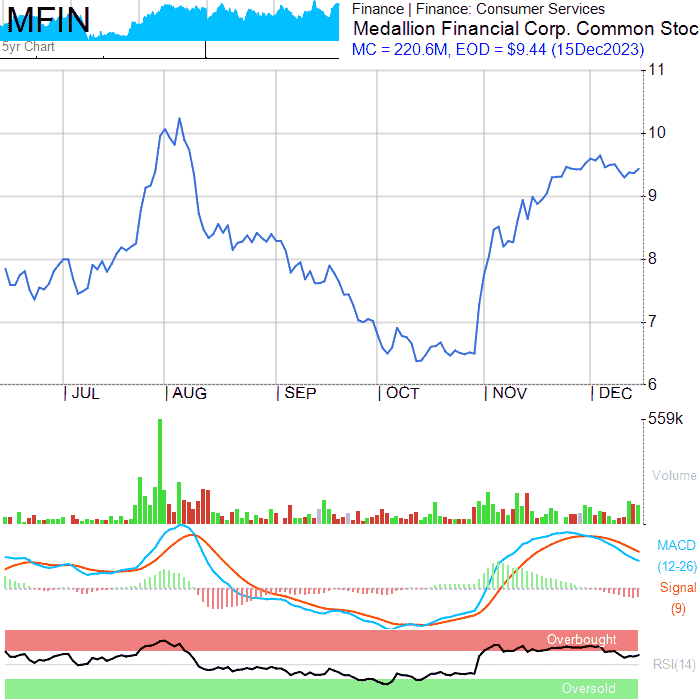 MFIN
5yr Chart
Finance | Finance: Consumer Services
Medallion Financial Corp. Common Stoc
MC = 220.6M, EOD = $9.44 (15Dec2023)
11
10
9
8
7
6
| JUL | AUG | SEP | OCT | NOV | DEC
559k
Volume
MACD
(12-26)
Signal
(9)
Overbought
RSI(14)
Oversold